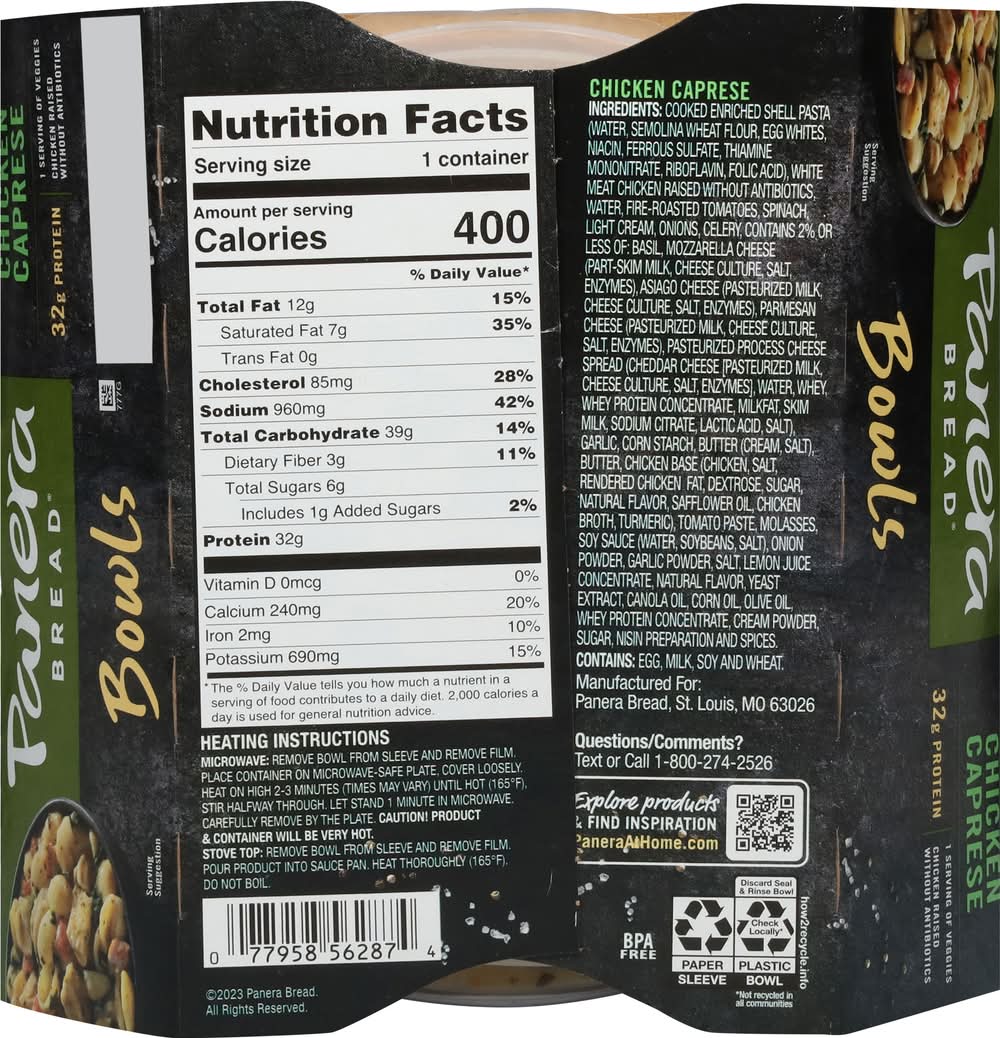 CHICKEN
CAPRESE
32g PROTEIN
1 SERVING OF VEGGIES
CHICKEN RAISED
WITHOUT ANTIBIOTICS
Panera
BREAD®
Bowls
777G
Serving
Suggestion
Nutrition Facts
Serving size 1 container
Amount per serving
Calories 400
% Daily Value*
Total Fat 12g 15%
Saturated Fat 7g 35%
Trans Fat 0g
Cholesterol 85mg 28%
Sodium 960mg 42%
Total Carbohydrate 39g 14%
Dietary Fiber 3g 11%
Total Sugars 6g
Includes 1g Added Sugars 2%
Protein 32g
Vitamin D 0mcg 0%
Calcium 240mg 20%
Iron 2mg 10%
Potassium 690mg 15%
*The % Daily Value tells you how much a nutrient in a
serving of food contributes to a daily diet. 2,000 calories a
day is used for general nutrition advice.
HEATING INSTRUCTIONS
MICROWAVE: REMOVE BOWL FROM SLEEVE AND REMOVE FILM.
PLACE CONTAINER ON MICROWAVE-SAFE PLATE. COVER LOOSELY.
HEAT ON HIGH 2-3 MINUTES (TIMES MAY VARY) UNTIL HOT (165°F),
STIR HALFWAY THROUGH. LET STAND 1 MINUTE IN MICROWAVE.
CAREFULLY REMOVE BY THE PLATE. CAUTION! PRODUCT
& CONTAINER WILL BE VERY HOT.
STOVE TOP: REMOVE BOWL FROM SLEEVE AND REMOVE FILM.
POUR PRODUCT INTO SAUCE PAN. HEAT THOROUGHLY (165°F).
DO NOT BOIL.
0 77958 56287 4
©2023 Panera Bread.
All Rights Reserved.
CHICKEN CAPRESE
INGREDIENTS: COOKED ENRICHED SHELL PASTA
(WATER, SEMOLINA WHEAT FLOUR, EGG WHITES,
NIACIN, FERROUS SULFATE, THIAMINE
MONONITRATE, RIBOFLAVIN, FOLIC ACID), WHITE
MEAT CHICKEN RAISED WITHOUT ANTIBIOTICS,
WATER, FIRE-ROASTED TOMATOES, SPINACH,
LIGHT CREAM, ONIONS, CELERY, CONTAINS 2% OR
LESS OF: BASIL, MOZZARELLA CHEESE
(PART-SKIM MILK, CHEESE CULTURE, SALT,
ENZYMES), ASIAGO CHEESE (PASTEURIZED MILK,
CHEESE CULTURE, SALT, ENZYMES), PARMESAN
CHEESE (PASTEURIZED MILK, CHEESE CULTURE,
SALT, ENZYMES), PASTEURIZED PROCESS CHEESE
SPREAD (CHEDDAR CHEESE [PASTEURIZED MILK,
CHEESE CULTURE, SALT, ENZYMES], WATER, WHEY,
WHEY PROTEIN CONCENTRATE, MILKFAT, SKIM
MILK, SODIUM CITRATE, LACTIC ACID, SALT),
GARLIC, CORN STARCH, BUTTER (CREAM, SALT),
BUTTER, CHICKEN BASE (CHICKEN, SALT,
RENDERED CHICKEN FAT, DEXTROSE, SUGAR,
NATURAL FLAVOR, SAFFLOWER OIL, CHICKEN
BROTH, TURMERIC), TOMATO PASTE, MOLASSES,
SOY SAUCE (WATER, SOYBEANS, SALT), ONION
POWDER, GARLIC POWDER, SALT, LEMON JUICE
CONCENTRATE, NATURAL FLAVOR, YEAST
EXTRACT, CANOLA OIL, CORN OIL, OLIVE OIL,
WHEY PROTEIN CONCENTRATE, CREAM POWDER,
SUGAR, NISIN PREPARATION AND SPICES.
CONTAINS: EGG, MILK, SOY AND WHEAT.
Manufactured For:
Panera Bread, St. Louis, MO 63026
Questions/Comments?
Text or Call 1-800-274-2526
Explore products
& FIND INSPIRATION
PaneraAtHome.com
BPA
FREE
Discard Seal
& Rinse Bowl
Check
Locally*
PAPER
SLEEVE
PLASTIC
BOWL
*Not recycled in
all communities
how2recycle.info
Serving
Suggestion
Bowls
Panera
BREAD®
32g PROTEIN
1 SERVING OF VEGGIES
CHICKEN RAISED
WITHOUT ANTIBIOTICS
CHICKEN
CAPRESE